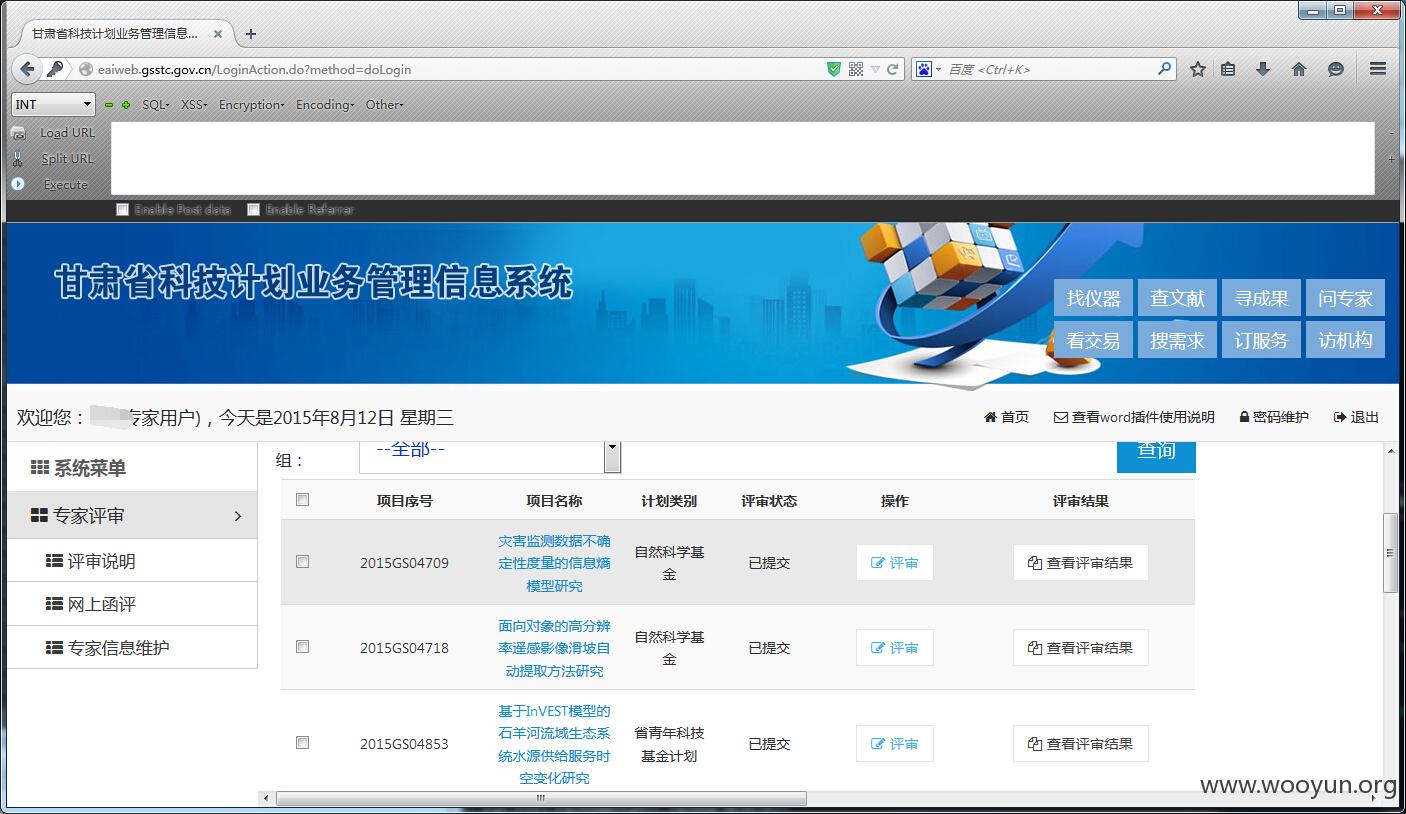 甘肃省科技计划业务管理信息...
eaiweb.gsstc.gov.cn/LoginAction.do?method=doLogin
百度 <Ctrl+K>
INT SQL XSS Encryption Encoding Other
Load URL
Split URL
Execute
Enable Post data Enable Referrer
甘肃省科技计划业务管理信息系统
找仪器 查文献 寻成果 问专家
看交易 搜需求 订服务 访机构
欢迎您： 专家用户)，今天是2015年8月12日 星期三
首页 查看word插件使用说明 密码维护 退出
系统菜单
专家评审
评审说明
网上函评
专家信息维护
组： --全部-- 查询
项目序号 项目名称 计划类别 评审状态 操作 评审结果
2015GS04709 灾害监测数据不确定性度量的信息熵模型研究 自然科学基金 已提交 评审 查看评审结果
2015GS04718 面向对象的高分辨率遥感影像滑坡自动提取方法研究 自然科学基金 已提交 评审 查看评审结果
2015GS04853 基于InVEST模型的石羊河流域生态系统水源供给服务时空变化研究 省青年科技基金计划 已提交 评审 查看评审结果
www.wooyun.org